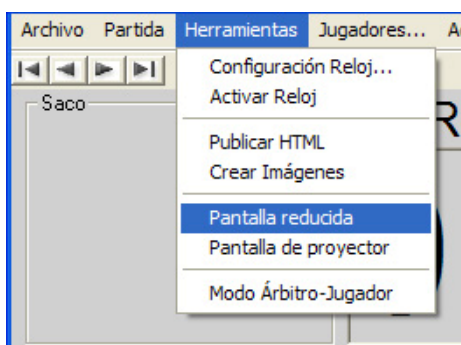 Archivo Partida Herramientas Jugadores... A
Saco
Configuración Reloj...
Activar Reloj
R
Publicar HTML
Crear Imágenes
Pantalla reducida
Pantalla de proyector
Modo Árbitro-Jugador